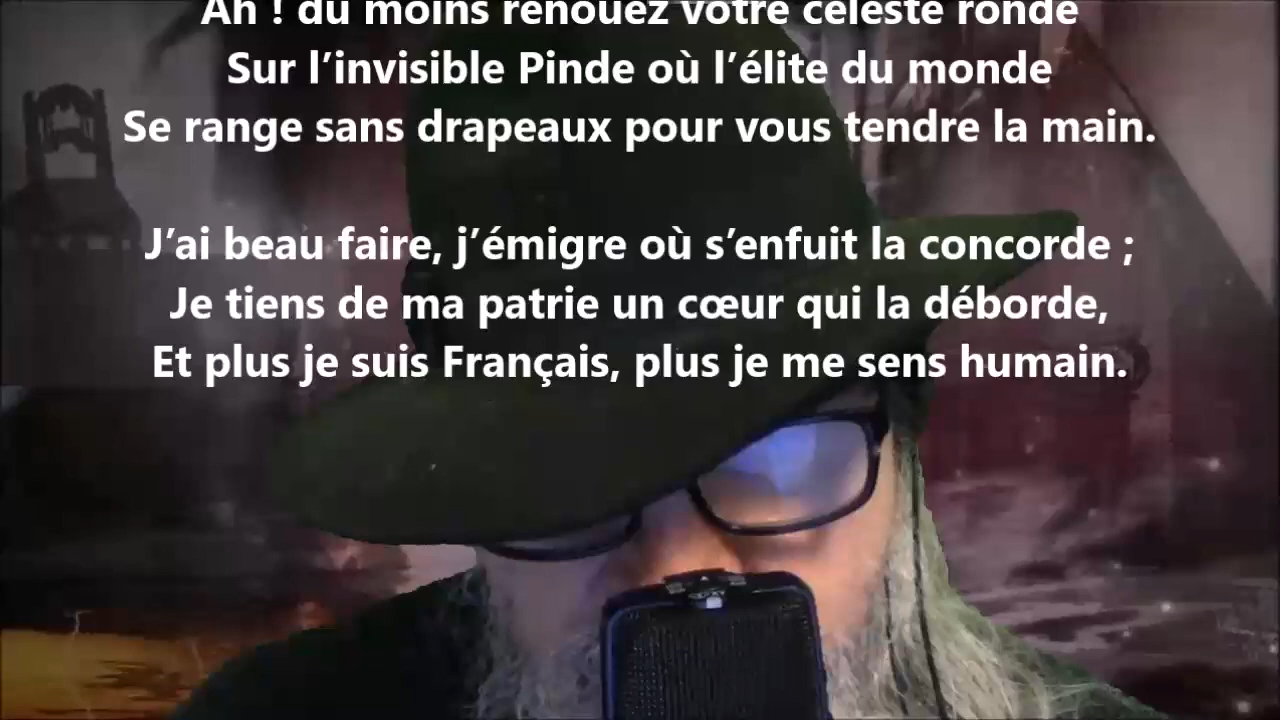 Ah ! du moins renouez votre céleste ronde
Sur l’invisible Pinde où l’élite du monde
Se range sans drapeaux pour vous tendre la main.
J’ai beau faire, j’émigre où s’enfuit la concorde ;
Je tiens de ma patrie un cœur qui la déborde,
Et plus je suis Français, plus je me sens humain.